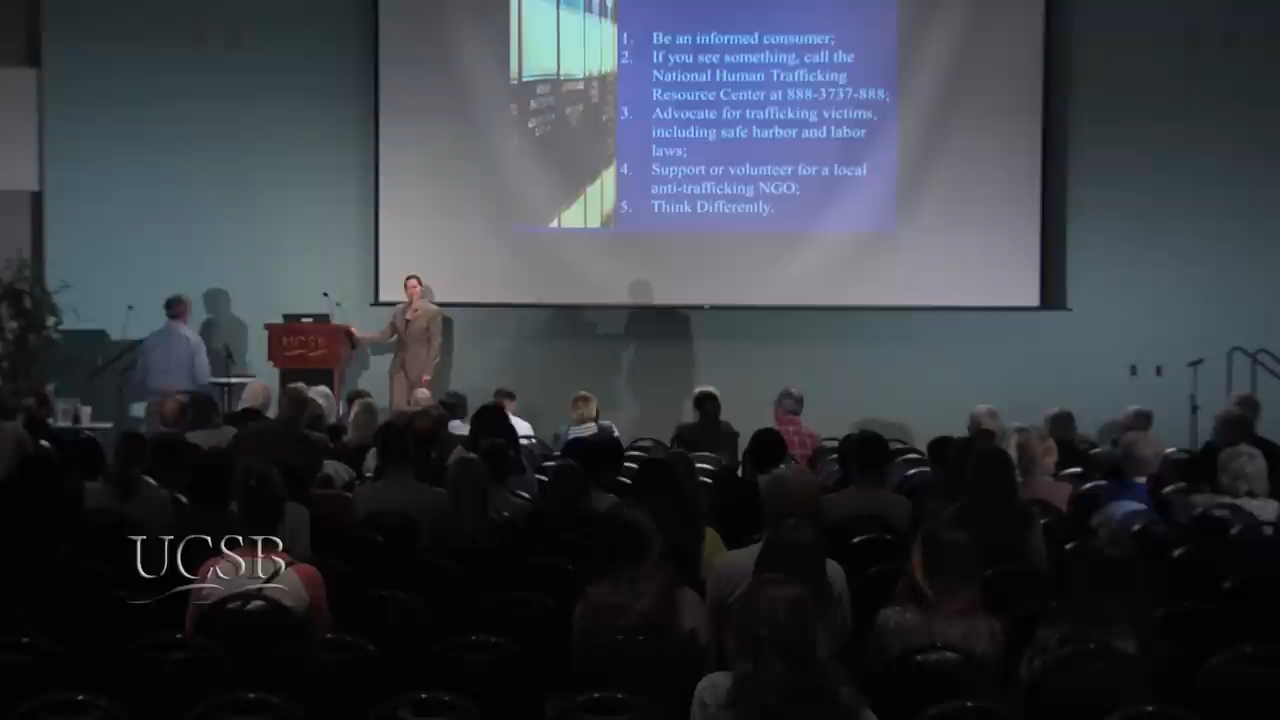 1. Be an informed consumer;
2. If you see something, call the
National Human Trafficking
Resource Center at 888-3737-888;
3. Advocate for trafficking victims,
including safe harbor and labor
laws;
4. Support or volunteer for a local
anti-trafficking NGO;
5. Think Differently.
UCSB
UCSB